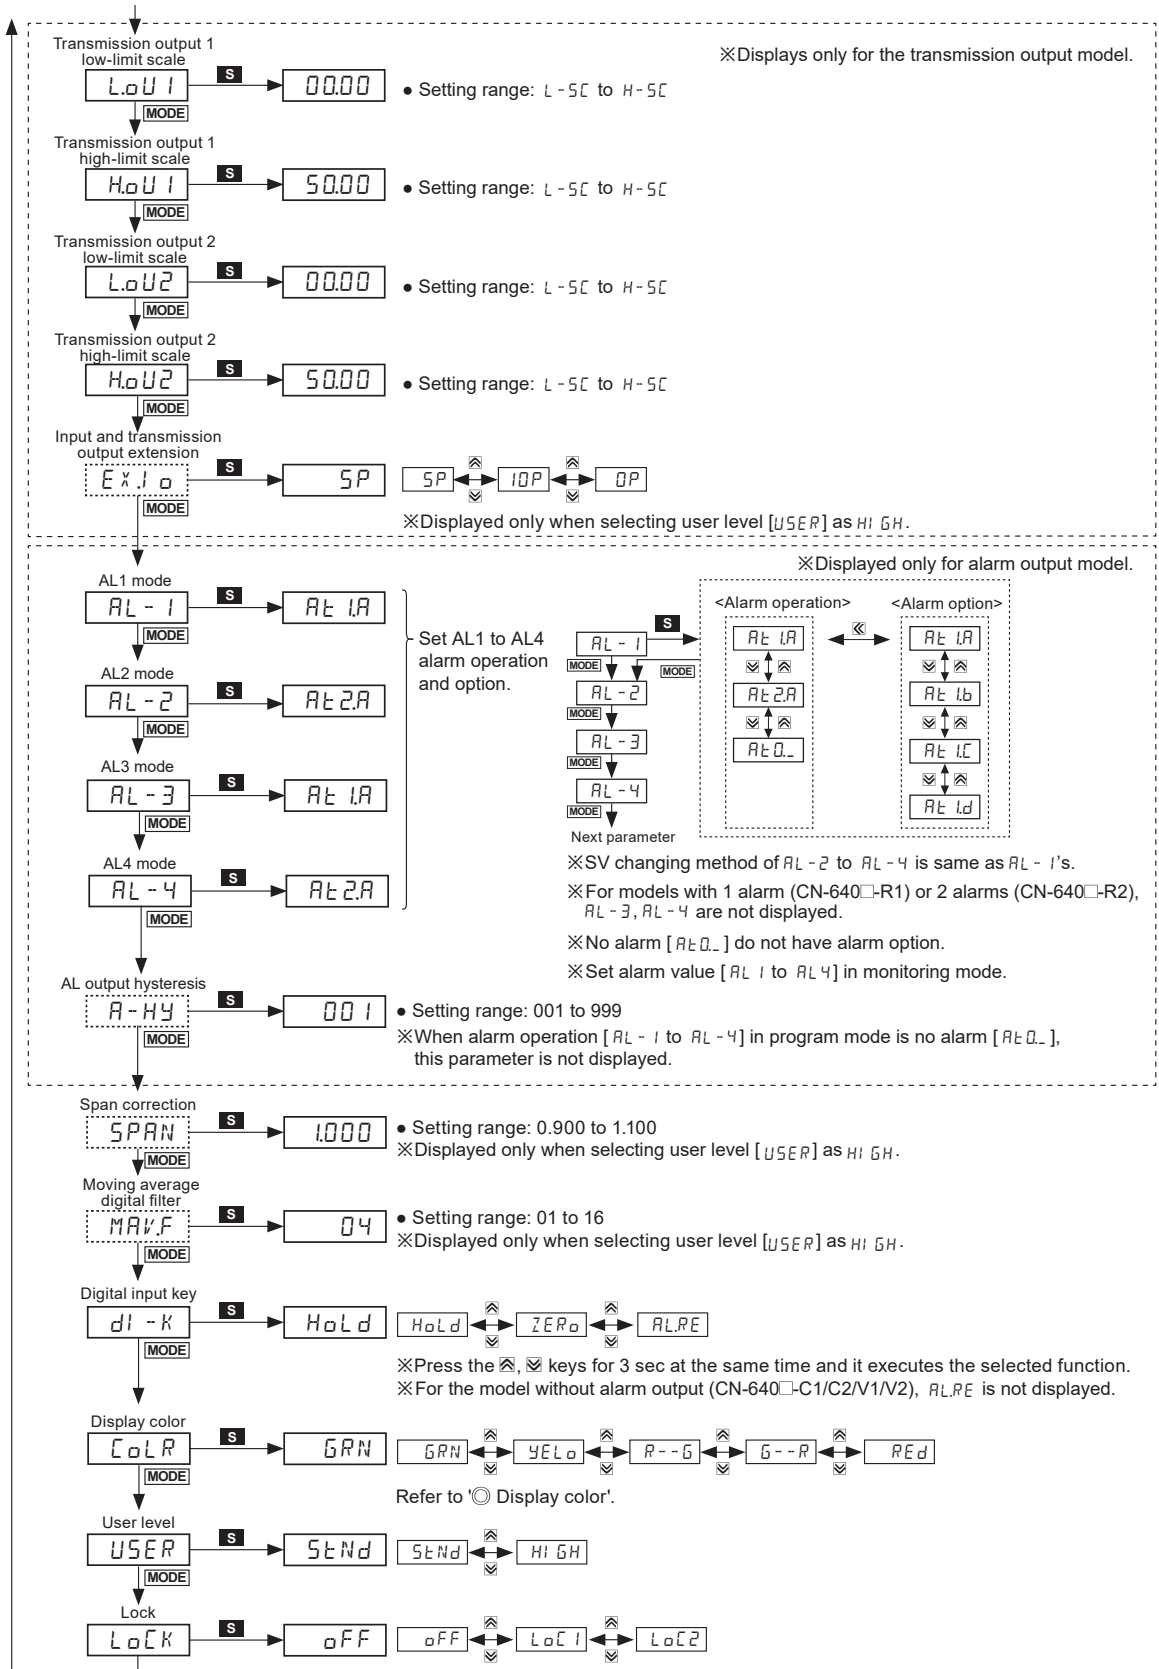 Transmission output 1
low-limit scale
※Displays only for the transmission output model.
L.oU1 S 00.00 ● Setting range: L-SC to H-SC
MODE
Transmission output 1
high-limit scale
H.oU1 S 50.00 ● Setting range: L-SC to H-SC
MODE
Transmission output 2
low-limit scale
L.oU2 S 00.00 ● Setting range: L-SC to H-SC
MODE
Transmission output 2
high-limit scale
H.oU2 S 50.00 ● Setting range: L-SC to H-SC
MODE
Input and transmission
output extension
EX.Io S SP SP IOP OP
MODE
※Displayed only when selecting user level [USER] as HIGH.
※Displayed only for alarm output model.
AL1 mode
AL-1 S At1.A
MODE
AL2 mode
AL-2 S At2.A
MODE
AL3 mode
AL-3 S At1.A
MODE
AL4 mode
AL-4 S At2.A
MODE
Set AL1 to AL4
alarm operation
and option.
AL-1 S
MODE MODE
AL-2
MODE
AL-3
MODE
AL-4
MODE
Next parameter
<Alarm operation>
At1.A
At2.A
At0._
<Alarm option>
At1.A
At1.b
At1.C
At1.d
※SV changing method of AL-2 to AL-4 is same as AL-1's.
※For models with 1 alarm (CN-640□-R1) or 2 alarms (CN-640□-R2),
AL-3, AL-4 are not displayed.
※No alarm [At0._] do not have alarm option.
※Set alarm value [AL1 to AL4] in monitoring mode.
AL output hysteresis
A-HY S 001 ● Setting range: 001 to 999
MODE
※When alarm operation [AL-1 to AL-4] in program mode is no alarm [At0._],
this parameter is not displayed.
Span correction
SPAN S 1.000 ● Setting range: 0.900 to 1.100
MODE
※Displayed only when selecting user level [USER] as HIGH.
Moving average
digital filter
MAV.F S 04 ● Setting range: 01 to 16
MODE
※Displayed only when selecting user level [USER] as HIGH.
Digital input key
dI-K S HoLd HoLd ZERo AL.RE
MODE
※Press the ︽, ︾ keys for 3 sec at the same time and it executes the selected function.
※For the model without alarm output (CN-640□-C1/C2/V1/V2), AL.RE is not displayed.
Display color
CoLR S GRN GRN YELo R--G G--R REd
MODE
Refer to '◎ Display color'.
User level
USER S StNd StNd HIGH
MODE
Lock
LoCK S oFF oFF LoC1 LoC2